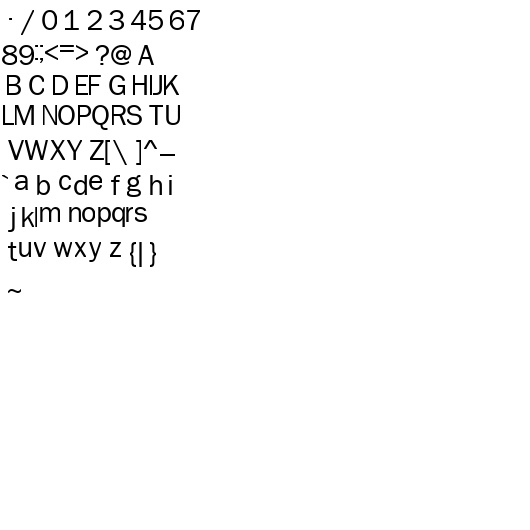 . / 0 1 2 3 4 5 6 7
8 9 : ; < = > ? @ A
B C D E F G H I J K
L M N O P Q R S T U
V W X Y Z [ \ ] ^ _
` a b c d e f g h i
j k l m n o p q r s
t u v w x y z { | }
~